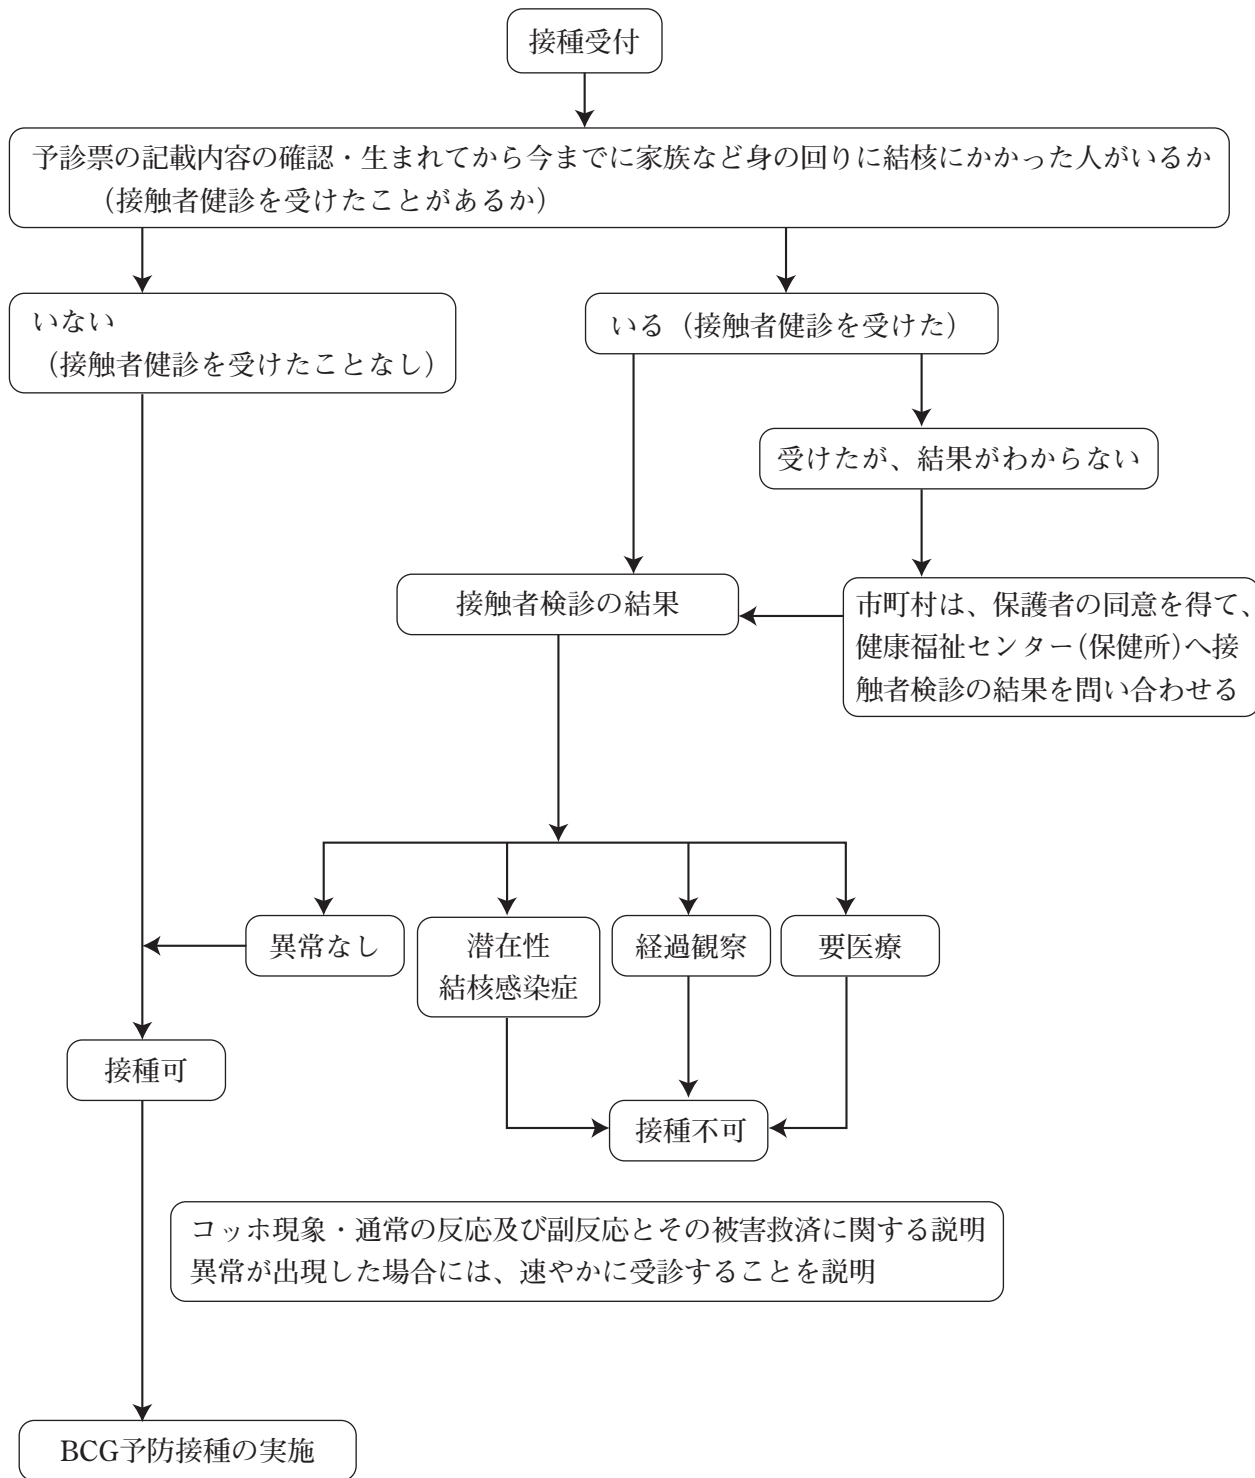 接種受付
予診票の記載内容の確認・生まれてから今までに家族など身の回りに結核にかかった人がいるか
（接触者健診を受けたことがあるか）
いない
（接触者健診を受けたことなし）
いる（接触者健診を受けた）
受けたが、結果がわからない
接触者検診の結果
市町村は、保護者の同意を得て、
健康福祉センター(保健所)へ接
触者検診の結果を問い合わせる
異常なし
潜在性
結核感染症
経過観察
要医療
接種可
接種不可
コッホ現象・通常の反応及び副反応とその被害救済に関する説明
異常が出現した場合には、速やかに受診することを説明
BCG予防接種の実施